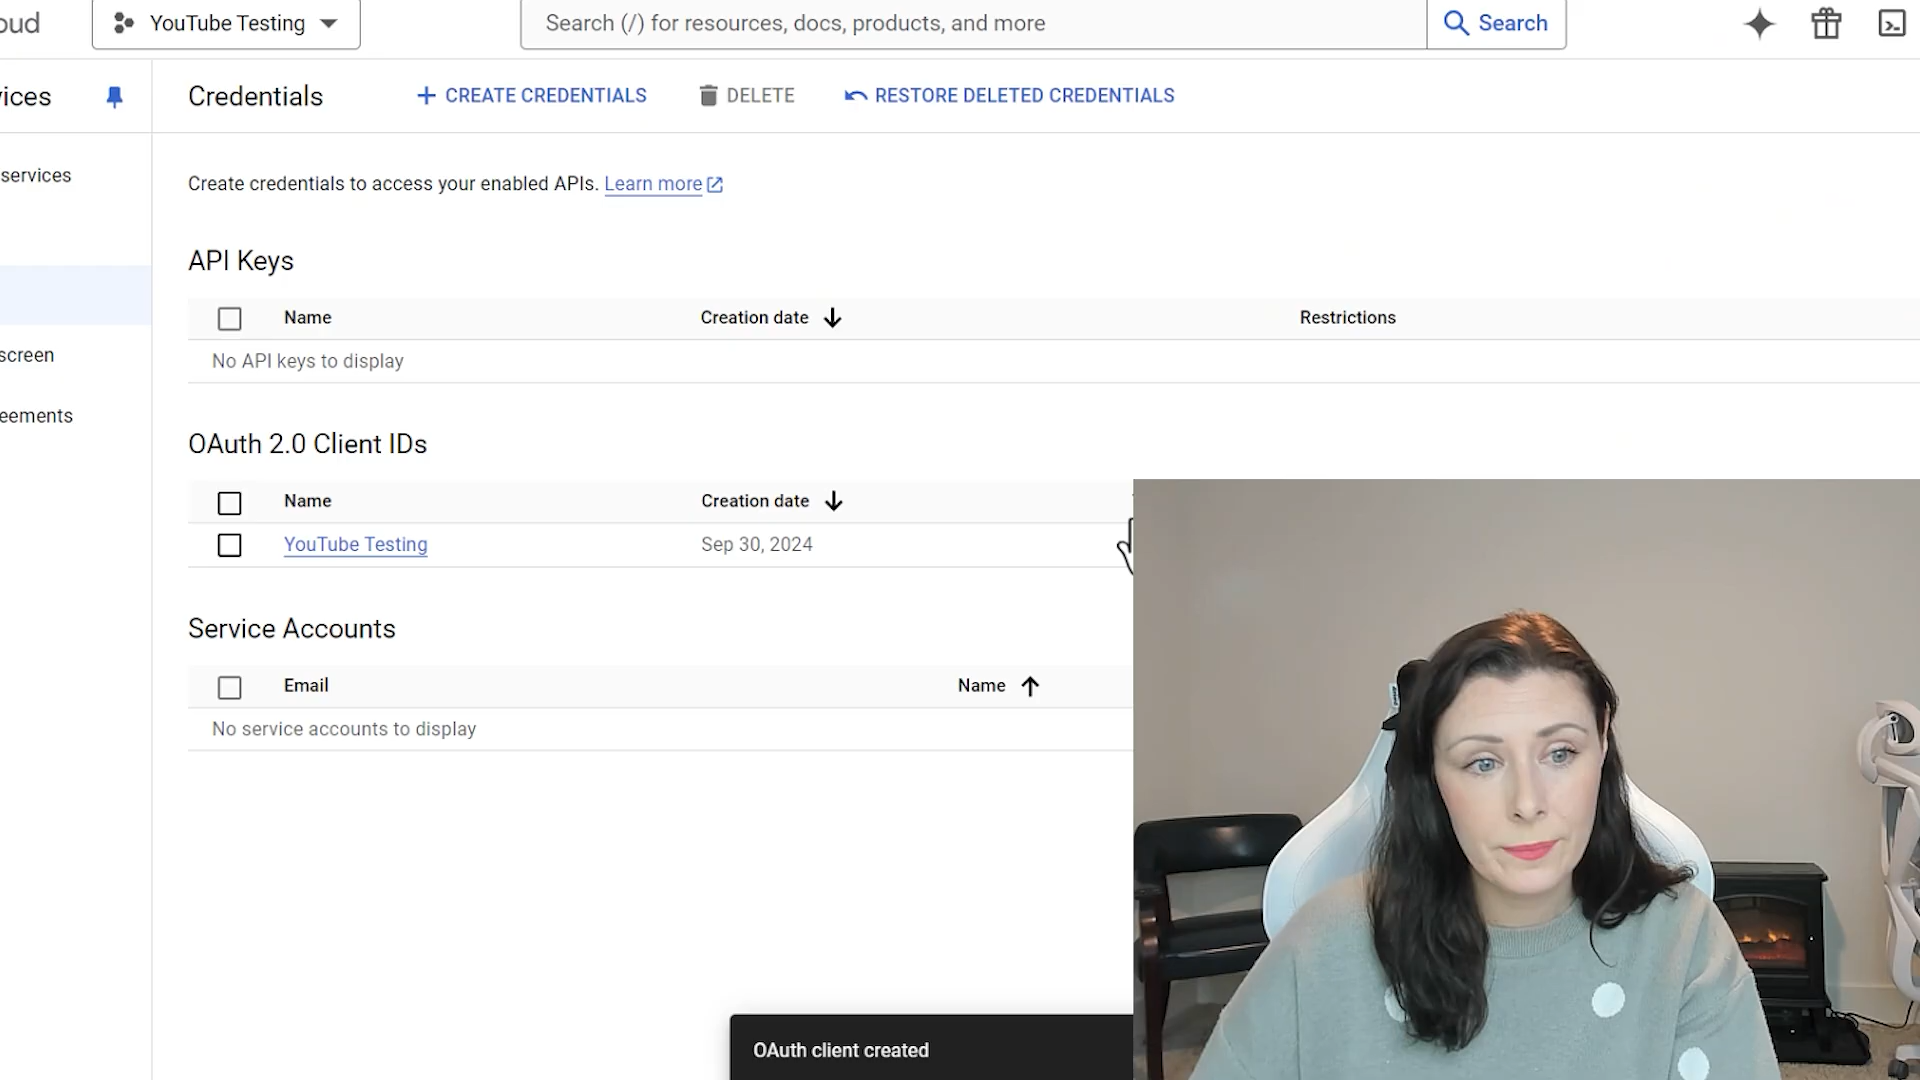 oud
YouTube Testing
Search (/) for resources, docs, products, and more
Search
vices
Credentials
CREATE CREDENTIALS
DELETE
RESTORE DELETED CREDENTIALS
services
Create credentials to access your enabled APIs. Learn more
API Keys
Name
Creation date
Restrictions
No API keys to display
screen
eements
OAuth 2.0 Client IDs
Name
Creation date
YouTube Testing
Sep 30, 2024
Service Accounts
Email
Name
No service accounts to display
OAuth client created